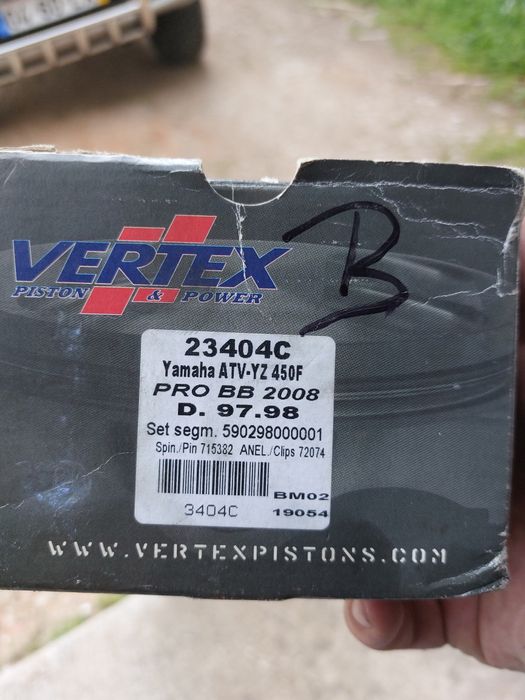 B
VERTEX
PISTON & POWER
23404C
Yamaha ATV-YZ 450F
PRO BB 2008
D. 97.98
Set segm. 590298000001
Spin./Pin 715382 ANEL./Clips 72074
BM02
3404C 19054
WWW.VERTEXPISTONS.COM